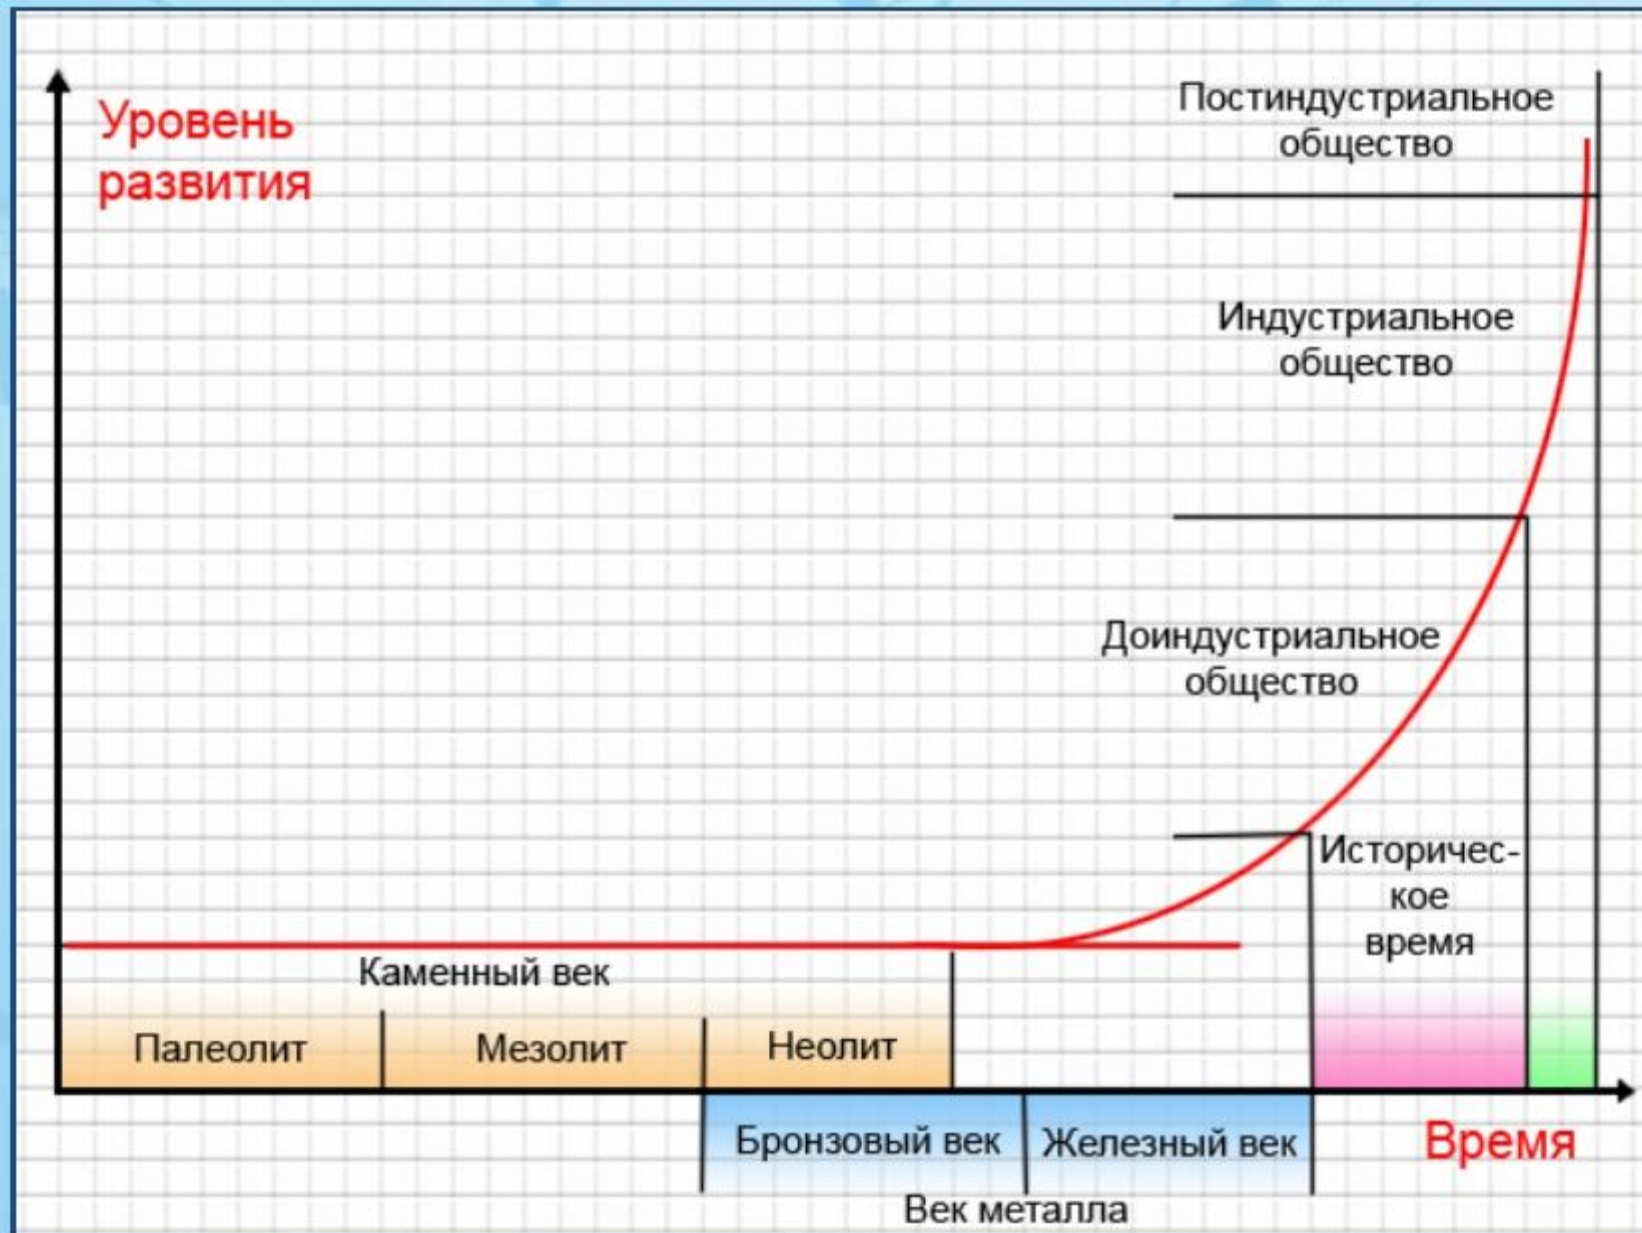 Уровень
развития
Постиндустриальное
общество
Индустриальное
общество
Доиндустриальное
общество
Историчес-
кое
время
Каменный век
Палеолит
Мезолит
Неолит
Бронзовый век
Железный век
Время
Век металла